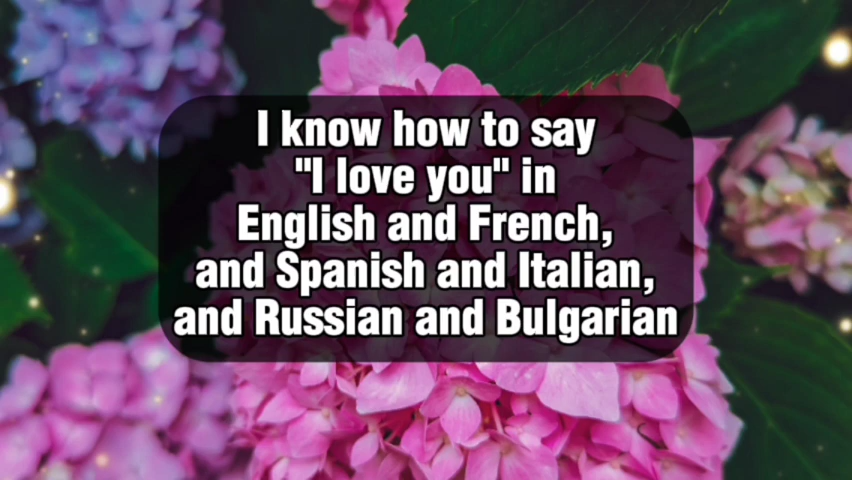 I know how to say
"I love you" in
English and French,
and Spanish and Italian,
and Russian and Bulgarian